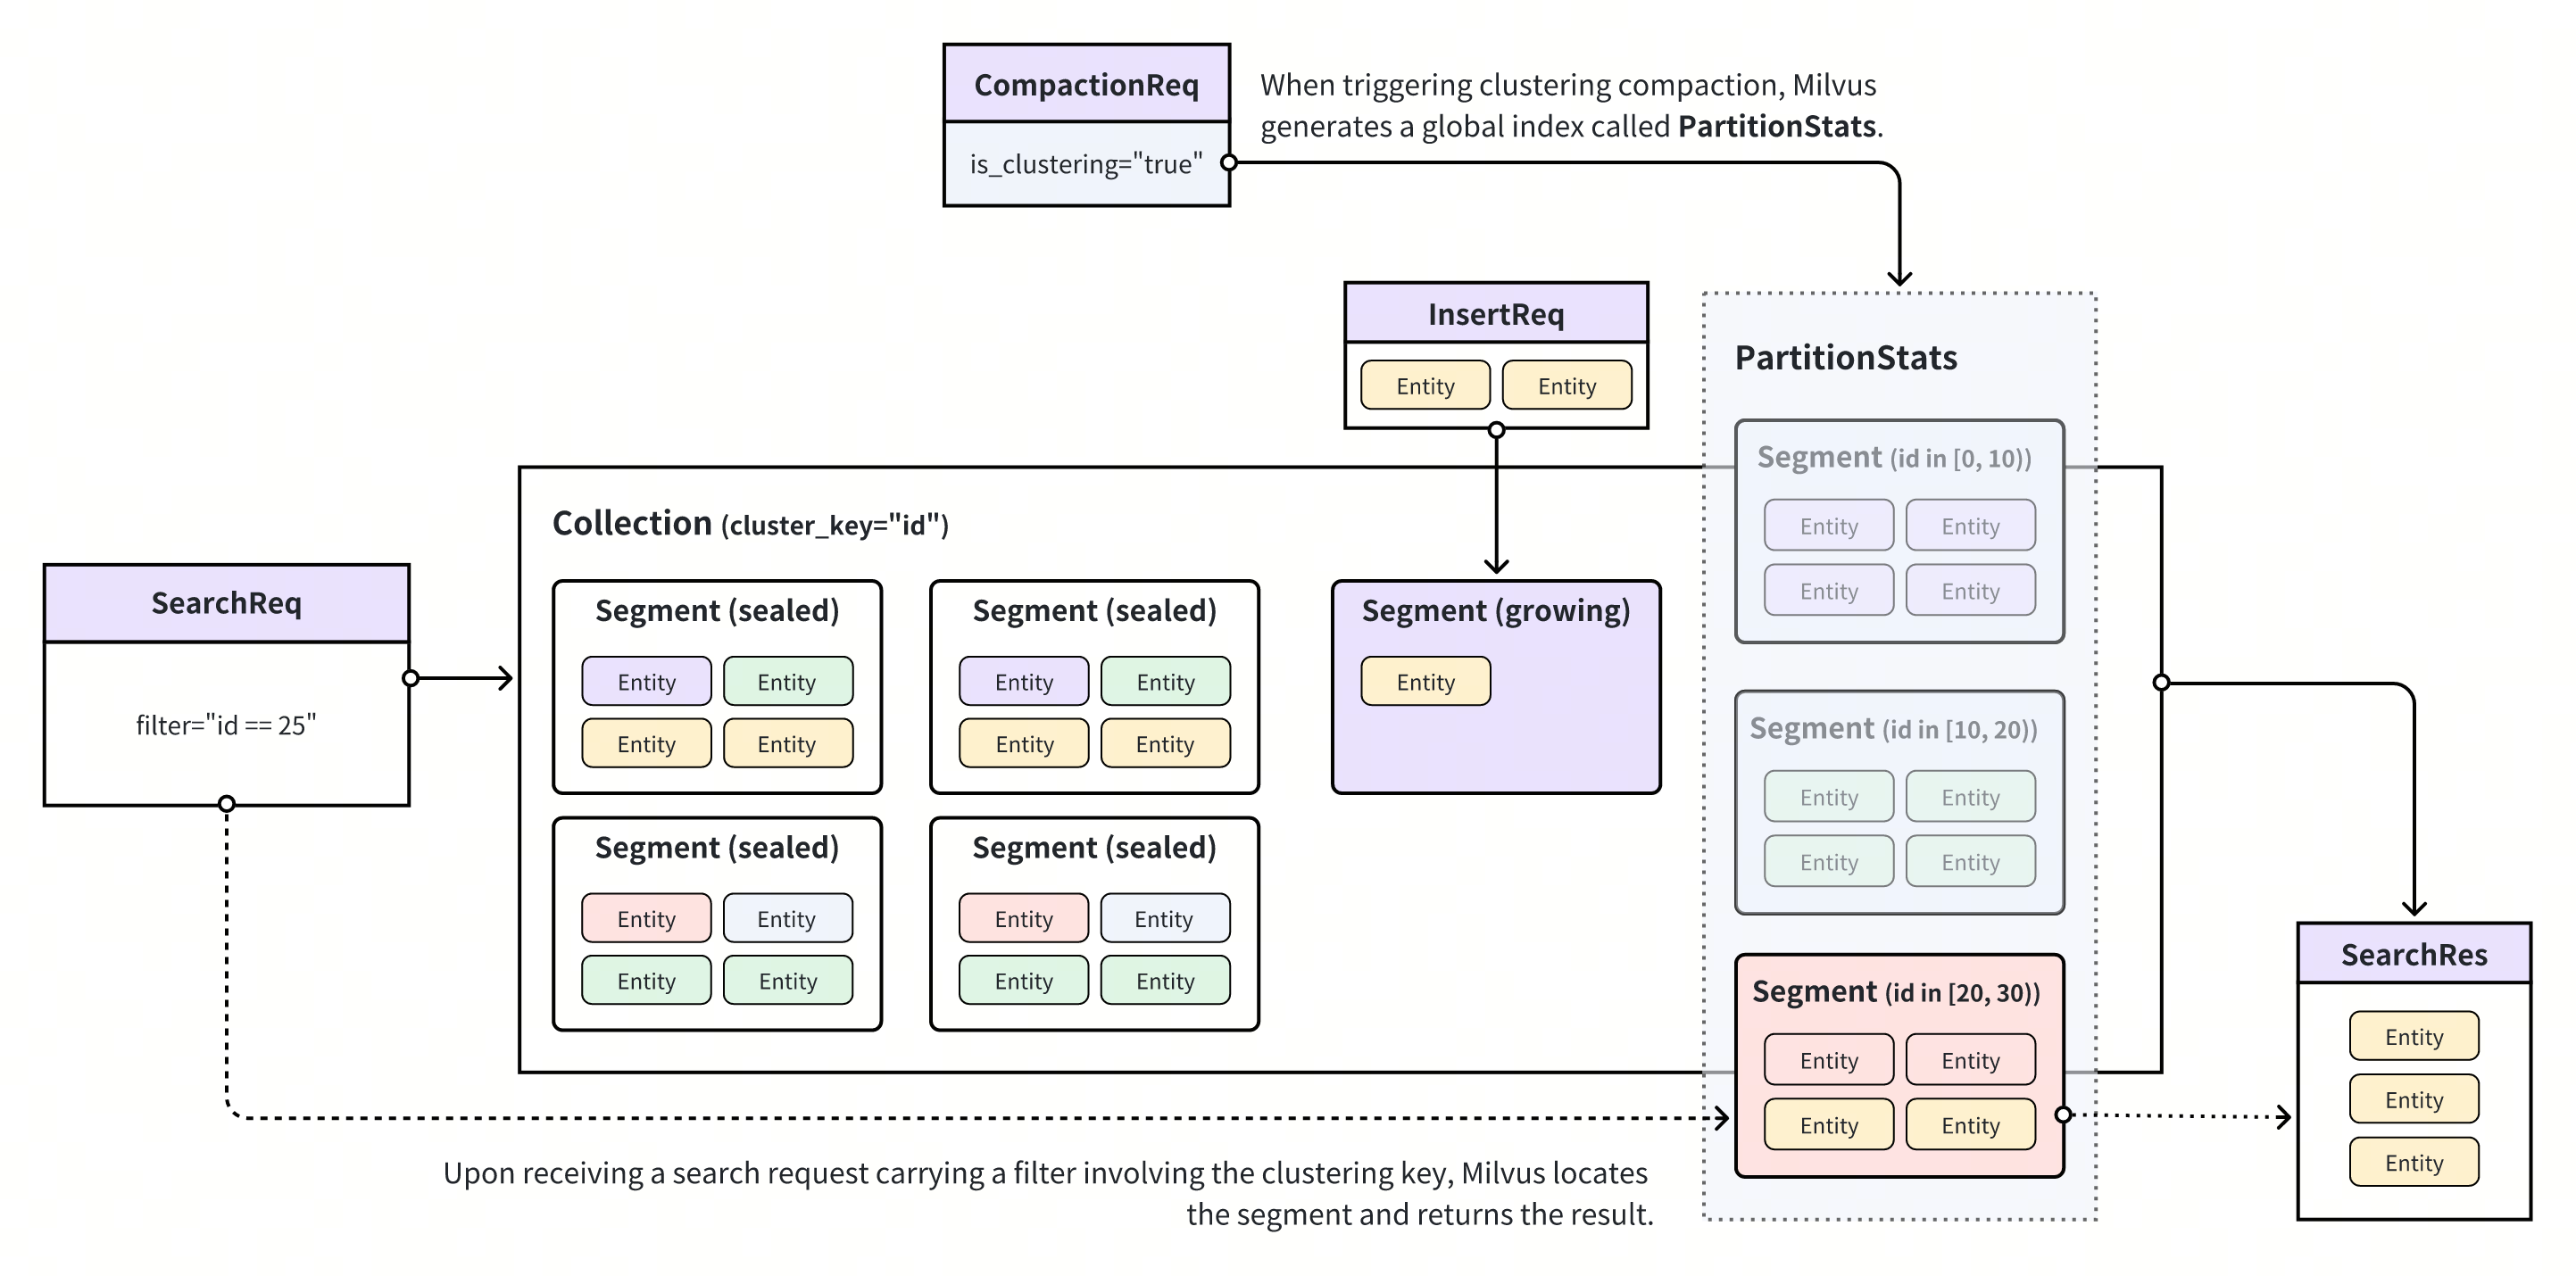 CompactionReq
is_clustering="true"
When triggering clustering compaction, Milvus
generates a global index called PartitionStats.
InsertReq
Entity Entity
PartitionStats
Segment (id in [0, 10))
Entity Entity
Entity Entity
Segment (id in [10, 20))
Entity Entity
Entity Entity
Segment (id in [20, 30))
Entity Entity
Entity Entity
Collection (cluster_key="id")
Segment (sealed)
Entity Entity
Entity Entity
Segment (sealed)
Entity Entity
Entity Entity
Segment (growing)
Entity
Segment (sealed)
Entity Entity
Entity Entity
Segment (sealed)
Entity Entity
Entity Entity
SearchReq
filter="id == 25"
SearchRes
Entity
Entity
Entity
Upon receiving a search request carrying a filter involving the clustering key, Milvus locates
the segment and returns the result.